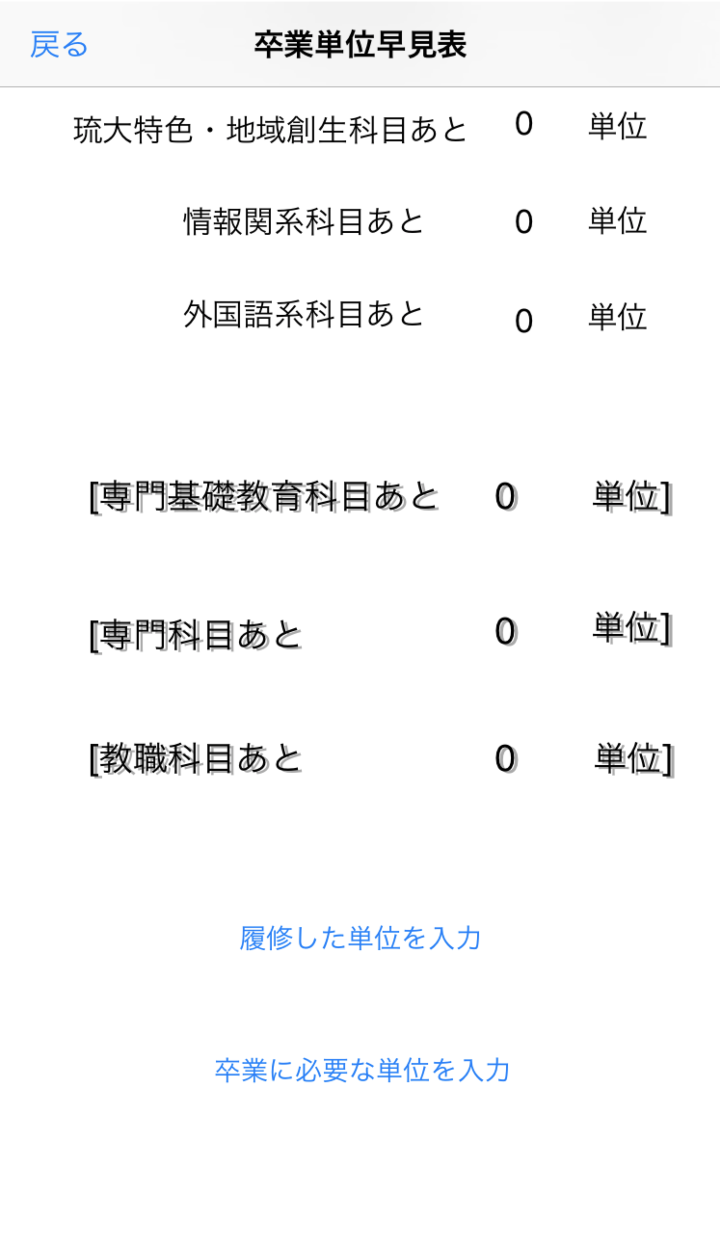 戻る 卒業単位早見表
琉大特色・地域創生科目あと 0 単位
情報関系科目あと 0 単位
外国語系科目あと 0 単位
[専門基礎教育科目あと 0 単位]
[専門科目あと 0 単位]
[教職科目あと 0 単位]
履修した単位を入力
卒業に必要な単位を入力